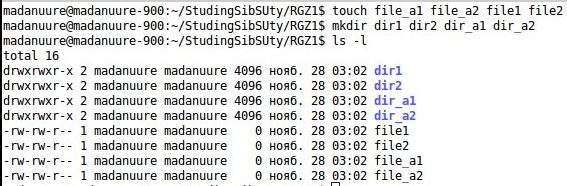 madanuure@madanuure-900:~/StudingSibSUty/RGZ1$ touch file_a1 file_a2 file1 file2
madanuure@madanuure-900:~/StudingSibSUty/RGZ1$ mkdir dir1 dir2 dir_a1 dir_a2
madanuure@madanuure-900:~/StudingSibSUty/RGZ1$ ls -l
total 16
drwxrwxr-x 2 madanuure madanuure 4096 нояб. 28 03:02 dir1
drwxrwxr-x 2 madanuure madanuure 4096 нояб. 28 03:02 dir2
drwxrwxr-x 2 madanuure madanuure 4096 нояб. 28 03:02 dir_a1
drwxrwxr-x 2 madanuure madanuure 4096 нояб. 28 03:02 dir_a2
-rw-rw-r-- 1 madanuure madanuure    0 нояб. 28 03:02 file1
-rw-rw-r-- 1 madanuure madanuure    0 нояб. 28 03:02 file2
-rw-rw-r-- 1 madanuure madanuure    0 нояб. 28 03:02 file_a1
-rw-rw-r-- 1 madanuure madanuure    0 нояб. 28 03:02 file_a2